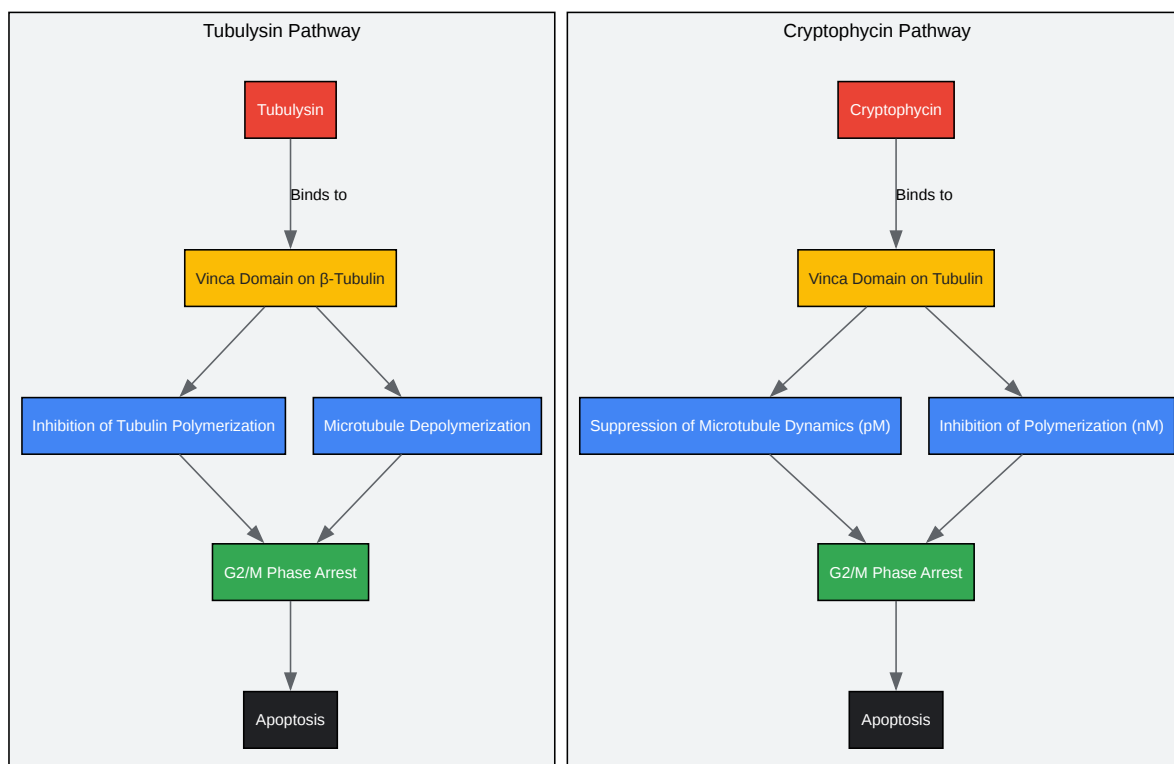 Tubulysin Pathway
Tubulysin
Binds to
Vinca Domain on β-Tubulin
Inhibition of Tubulin Polymerization
Microtubule Depolymerization
G2/M Phase Arrest
Apoptosis
Cryptophycin Pathway
Cryptophycin
Binds to
Vinca Domain on Tubulin
Suppression of Microtubule Dynamics (pM)
Inhibition of Polymerization (nM)
G2/M Phase Arrest
Apoptosis